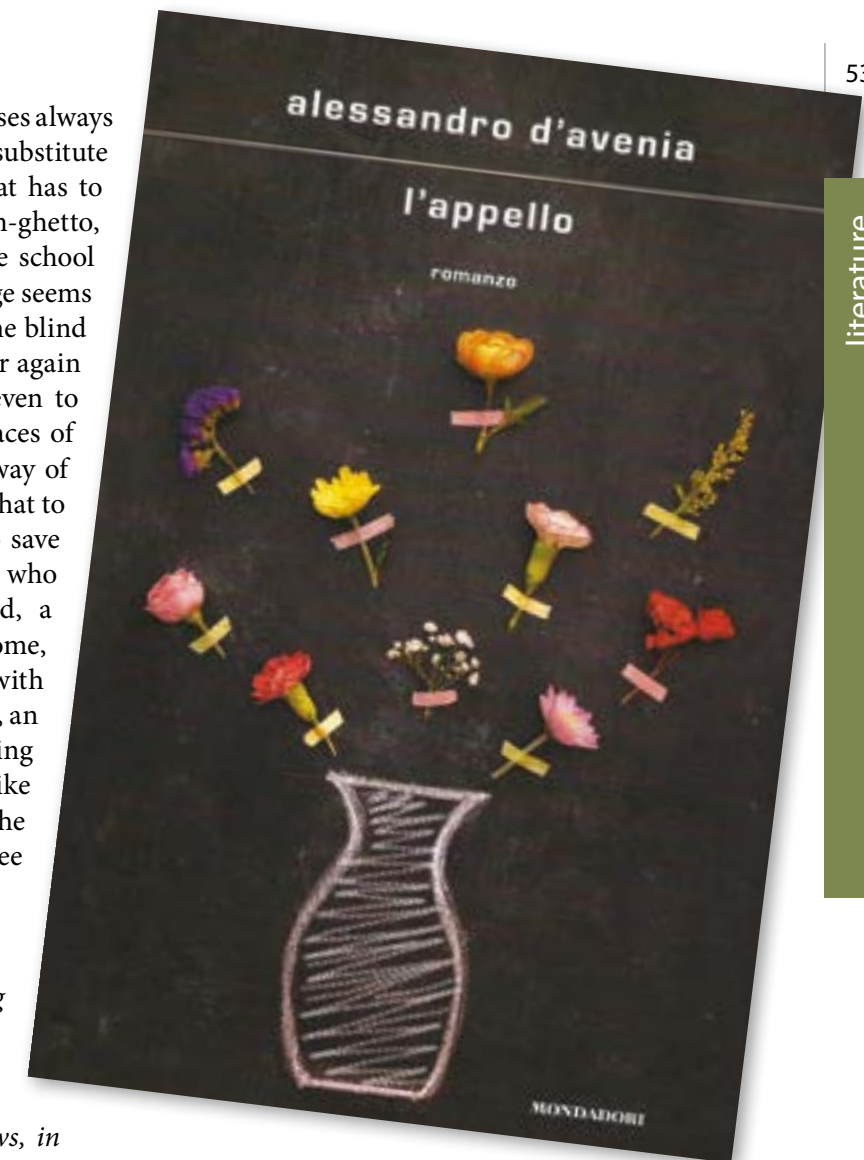 53
ses always
substitute
at has to
n-ghetto,
e school
ge seems
ne blind
r again
even to
aces of
way of
hat to
save
who
d, a
ome,
with
, an
ing
ike
he
ee
g
ws, in
alessandro d'avenia
l'appello
romanzo
MONDADORI
literature